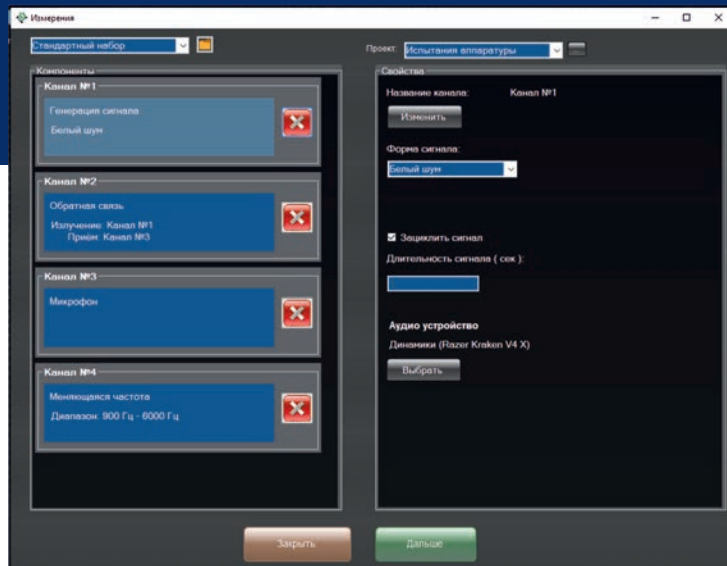 Измерения
Стандартный набор
Проект: Испытания аппаратуры
Компоненты
Канал №1
Генерация сигнала
Белый шум
Канал №2
Обратная связь
Излучение: Канал №1
Приём: Канал №3
Канал №3
Микрофон
Канал №4
Меняющаяся частота
Диапазон: 900 Гц - 6000 Гц
Свойства
Название канала: Канал №1
Изменить
Форма сигнала:
Белый шум
Зациклить сигнал
Длительность сигнала ( сек ):
Аудио устройство
Динамики (Razer Kraken V4 X)
Выбрать
Закрыть
Дальше